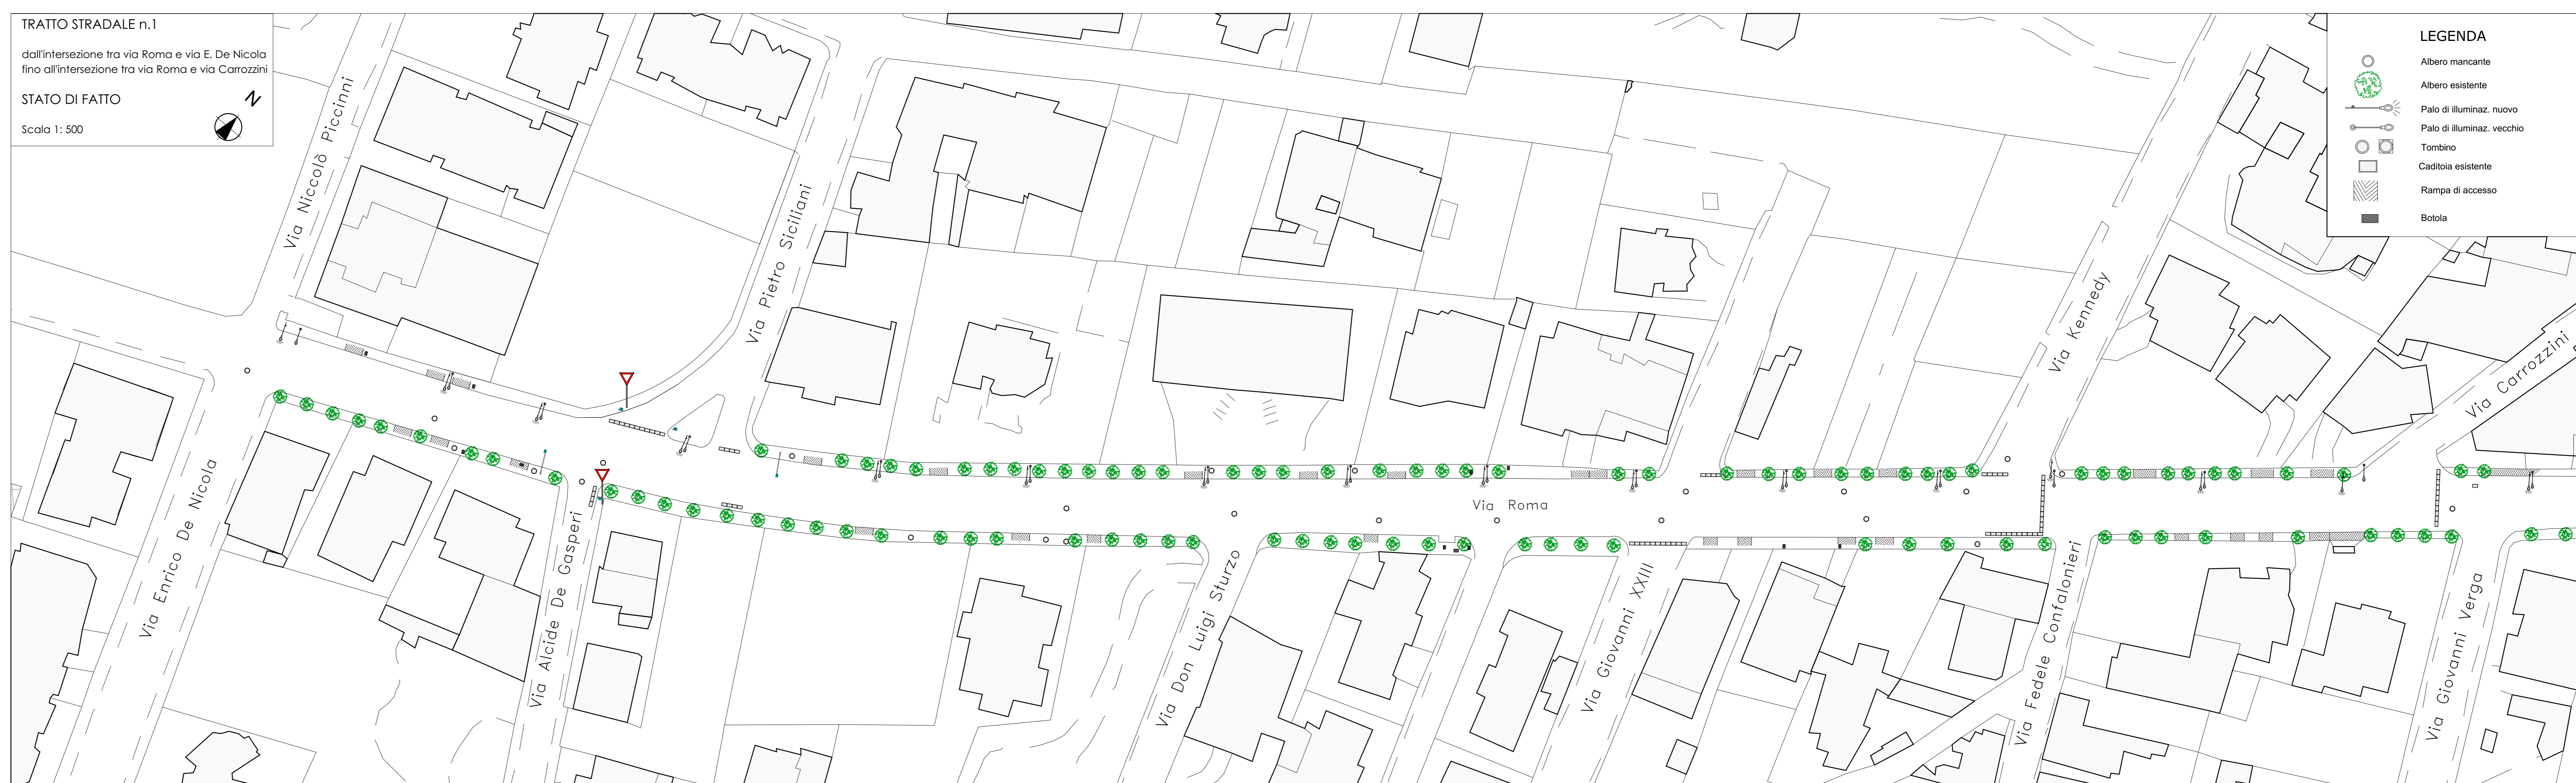 TRATTO STRADALE n.1
dall'intersezione tra via Roma e via E. De Nicola
fino all'intersezione tra via Roma e via Carrozzini
STATO DI FATTO
N
Scala 1: 500
LEGENDA
Albero mancante
Albero esistente
Palo di illuminaz. nuovo
Palo di illuminaz. vecchio
Tombino
Caditoia esistente
Rampa di accesso
Botola
Via Niccolò Piccinni
Via Pietro Siciliani
Via Kennedy
Via Carrozzini
Via Roma
Via Enrico De Nicola
Via Alcide De Gasperi
Via Don Luigi Sturzo
Via Giovanni XXIII
Via Fedele Confalonieri
Via Giovanni Verga